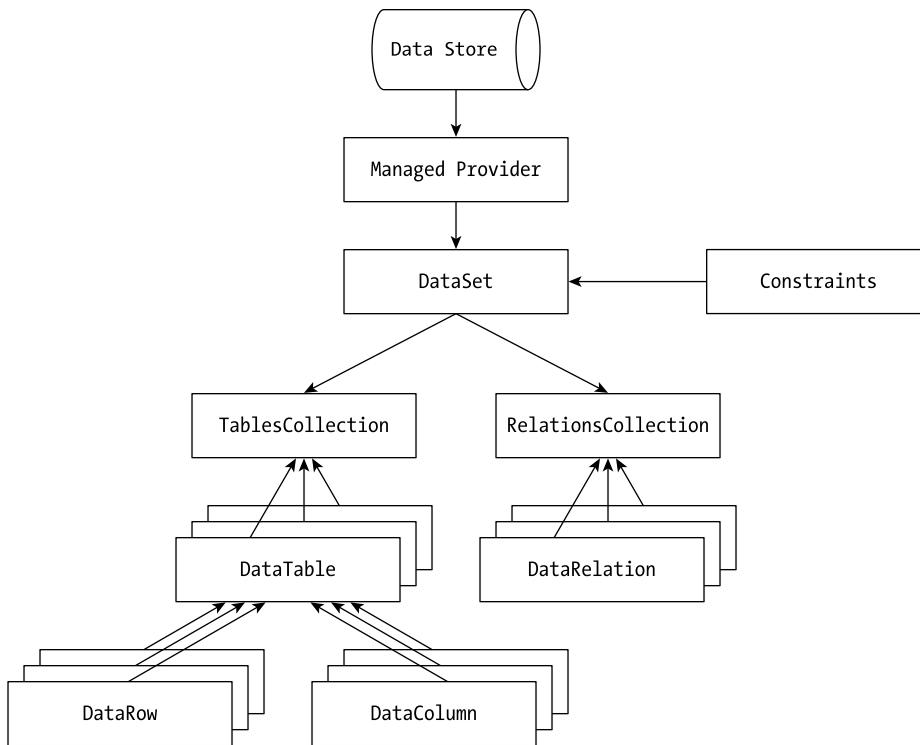 Data Store
Managed Provider
DataSet
Constraints
TablesCollection
RelationsCollection
DataTable
DataRelation
DataRow
DataColumn